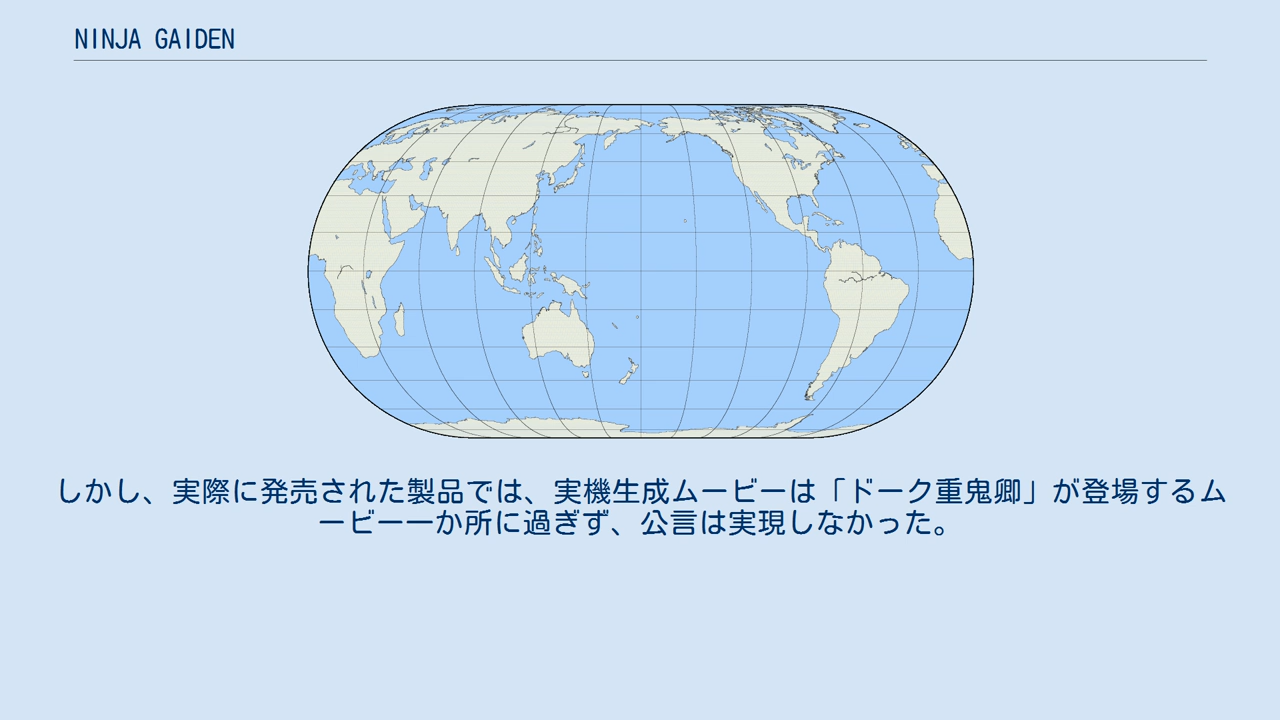 NINJA GAIDEN
しかし、実際に発売された製品では、実機生成ムービーは「ドーク重鬼卿」が登場するム
ービー一か所に過ぎず、公言は実現しなかった。